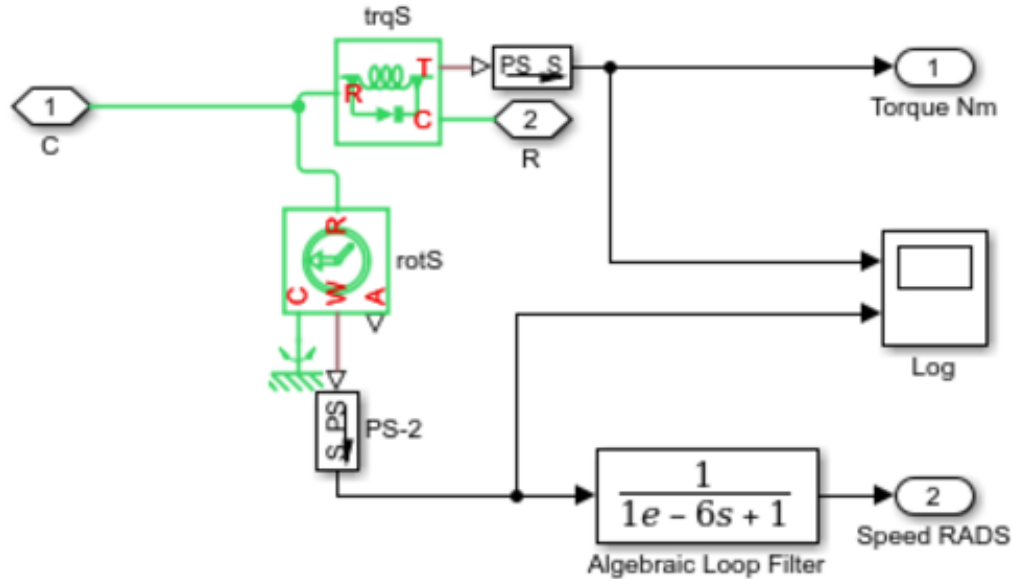 trqS
T
PS S
1
Torque Nm
1
C
R
C
2
R
R
rotS
C
W
A
Log
S PS
PS-2
1
1e − 6s + 1
Algebraic Loop Filter
2
Speed RADS